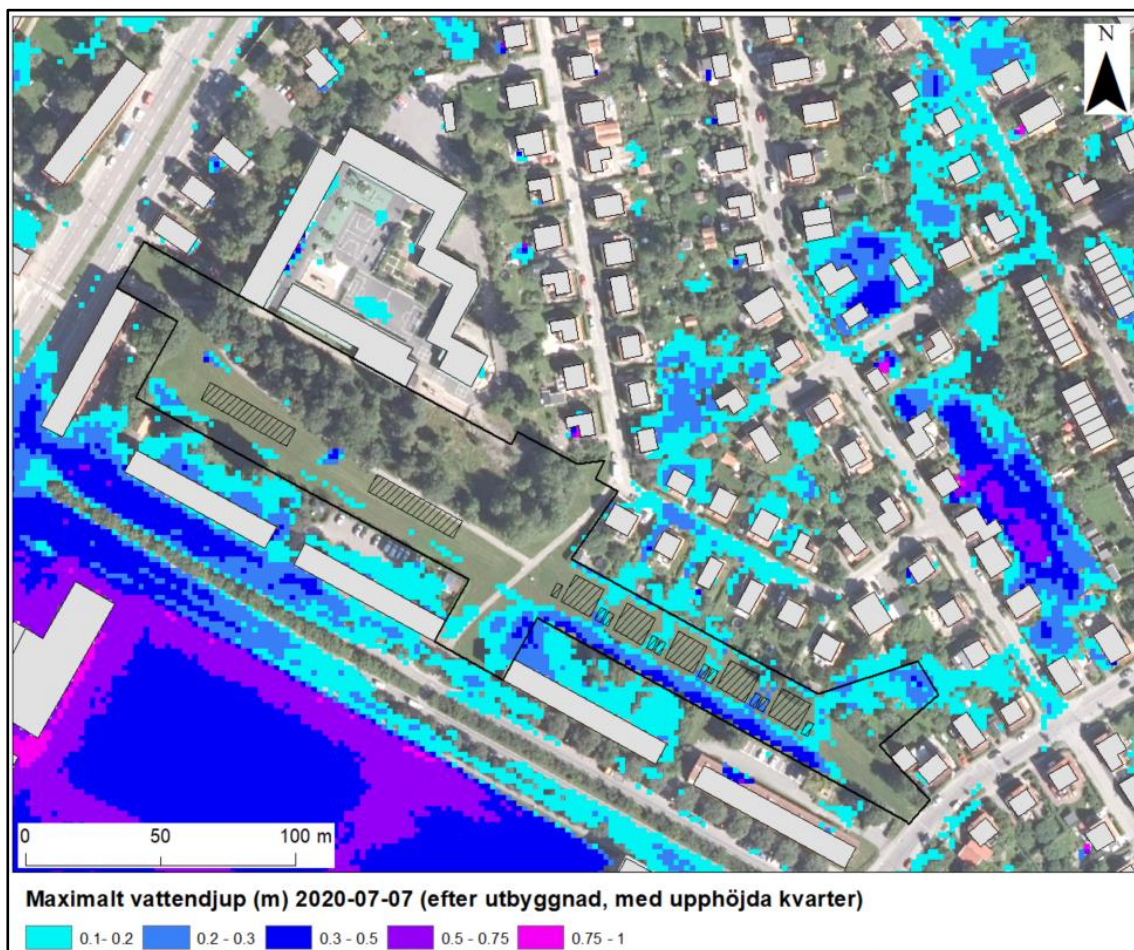 N
0 50 100 m
Maximalt vattendjup (m) 2020-07-07 (efter utbyggnad, med upphöjda kvarter)
0.1- 0.2 0.2 - 0.3 0.3 - 0.5 0.5 - 0.75 0.75 - 1